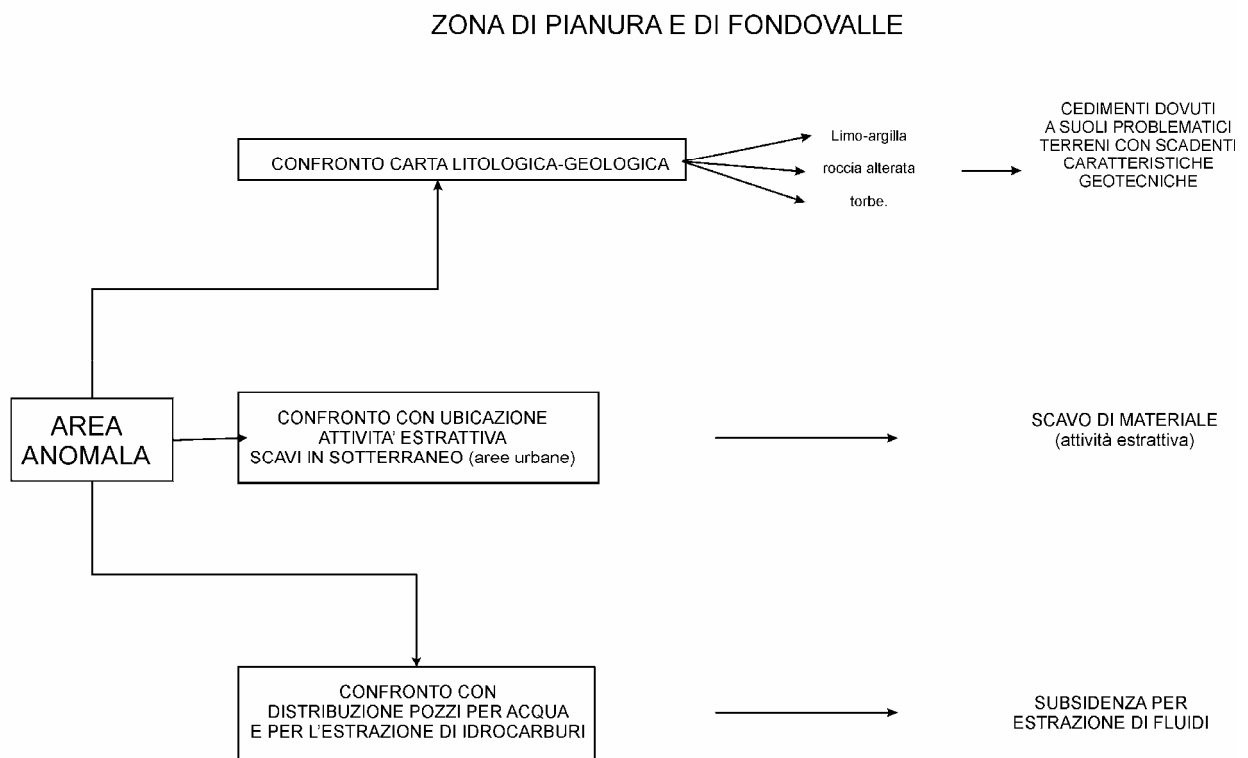 ZONA DI PIANURA E DI FONDOVALLE
CONFRONTO CARTA LITOLOGICA-GEOLOGICA
Limo-argilla
roccia alterata
torbe.
CEDIMENTI DOVUTI
A SUOLI PROBLEMATICI
TERRENI CON SCADENTI
CARATTERISTICHE
GEOTECNICHE
AREA
ANOMALA
CONFRONTO CON UBICAZIONE
ATTIVITA' ESTRATTIVA
SCAVI IN SOTTERRANEO (aree urbane)
SCAVO DI MATERIALE
(attività estrattiva)
CONFRONTO CON
DISTRIBUZIONE POZZI PER ACQUA
E PER L'ESTRAZIONE DI IDROCARBURI
SUBSIDENZA PER
ESTRAZIONE DI FLUIDI